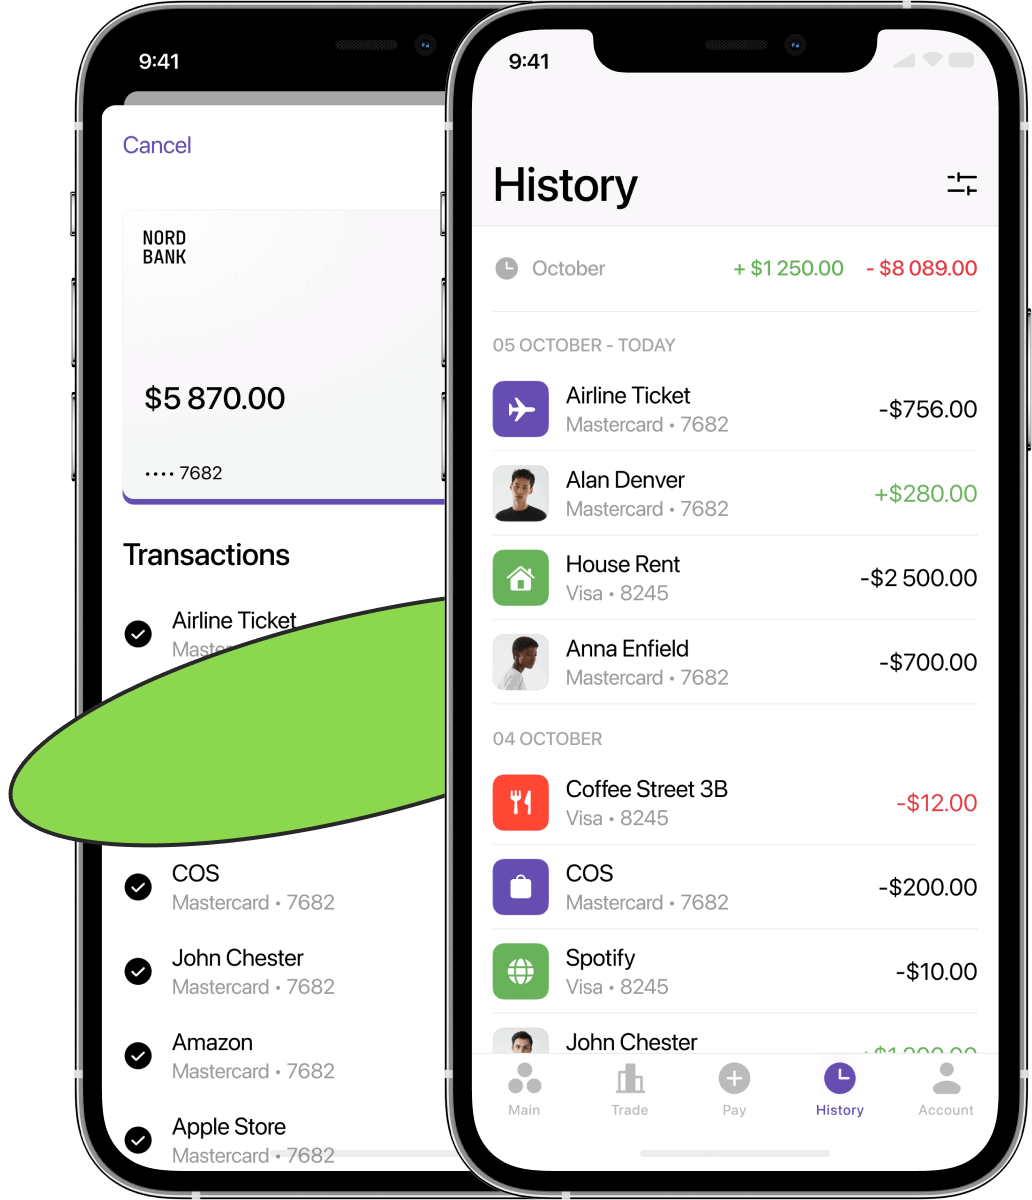 9:41
Cancel
NORD
BANK
$5 870.00
•••• 7682
Transactions
Airline Ticket
COS
Mastercard • 7682
John Chester
Mastercard • 7682
Amazon
Mastercard • 7682
Apple Store
Mastercard • 7682
9:41
History
October + $1 250.00 - $8 089.00
05 OCTOBER - TODAY
Airline Ticket
Mastercard • 7682
-$756.00
Alan Denver
Mastercard • 7682
+$280.00
House Rent
Visa • 8245
-$2 500.00
Anna Enfield
Mastercard • 7682
-$700.00
04 OCTOBER
Coffee Street 3B
Visa • 8245
-$12.00
COS
Mastercard • 7682
-$200.00
Spotify
Visa • 8245
-$10.00
John Chester
Main Trade Pay History Account